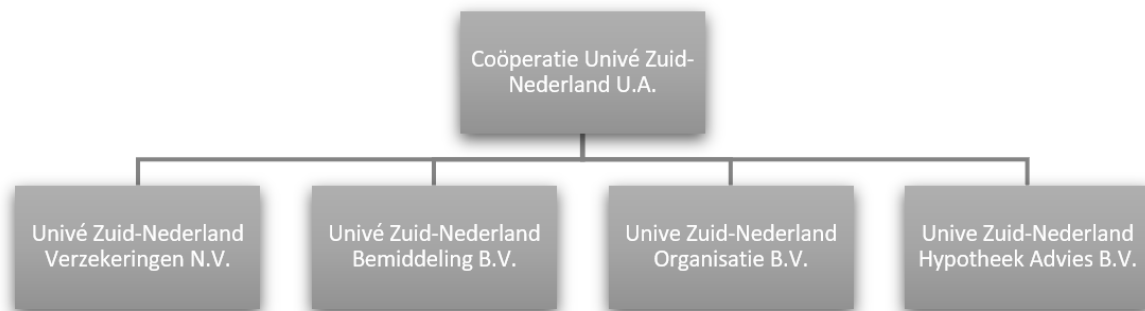 Coöperatie Univé Zuid-
Nederland U.A.
Univé Zuid-Nederland
Verzekeringen N.V.
Univé Zuid-Nederland
Bemiddeling B.V.
Unive Zuid-Nederland
Organisatie B.V.
Unive Zuid-Nederland
Hypotheek Advies B.V.